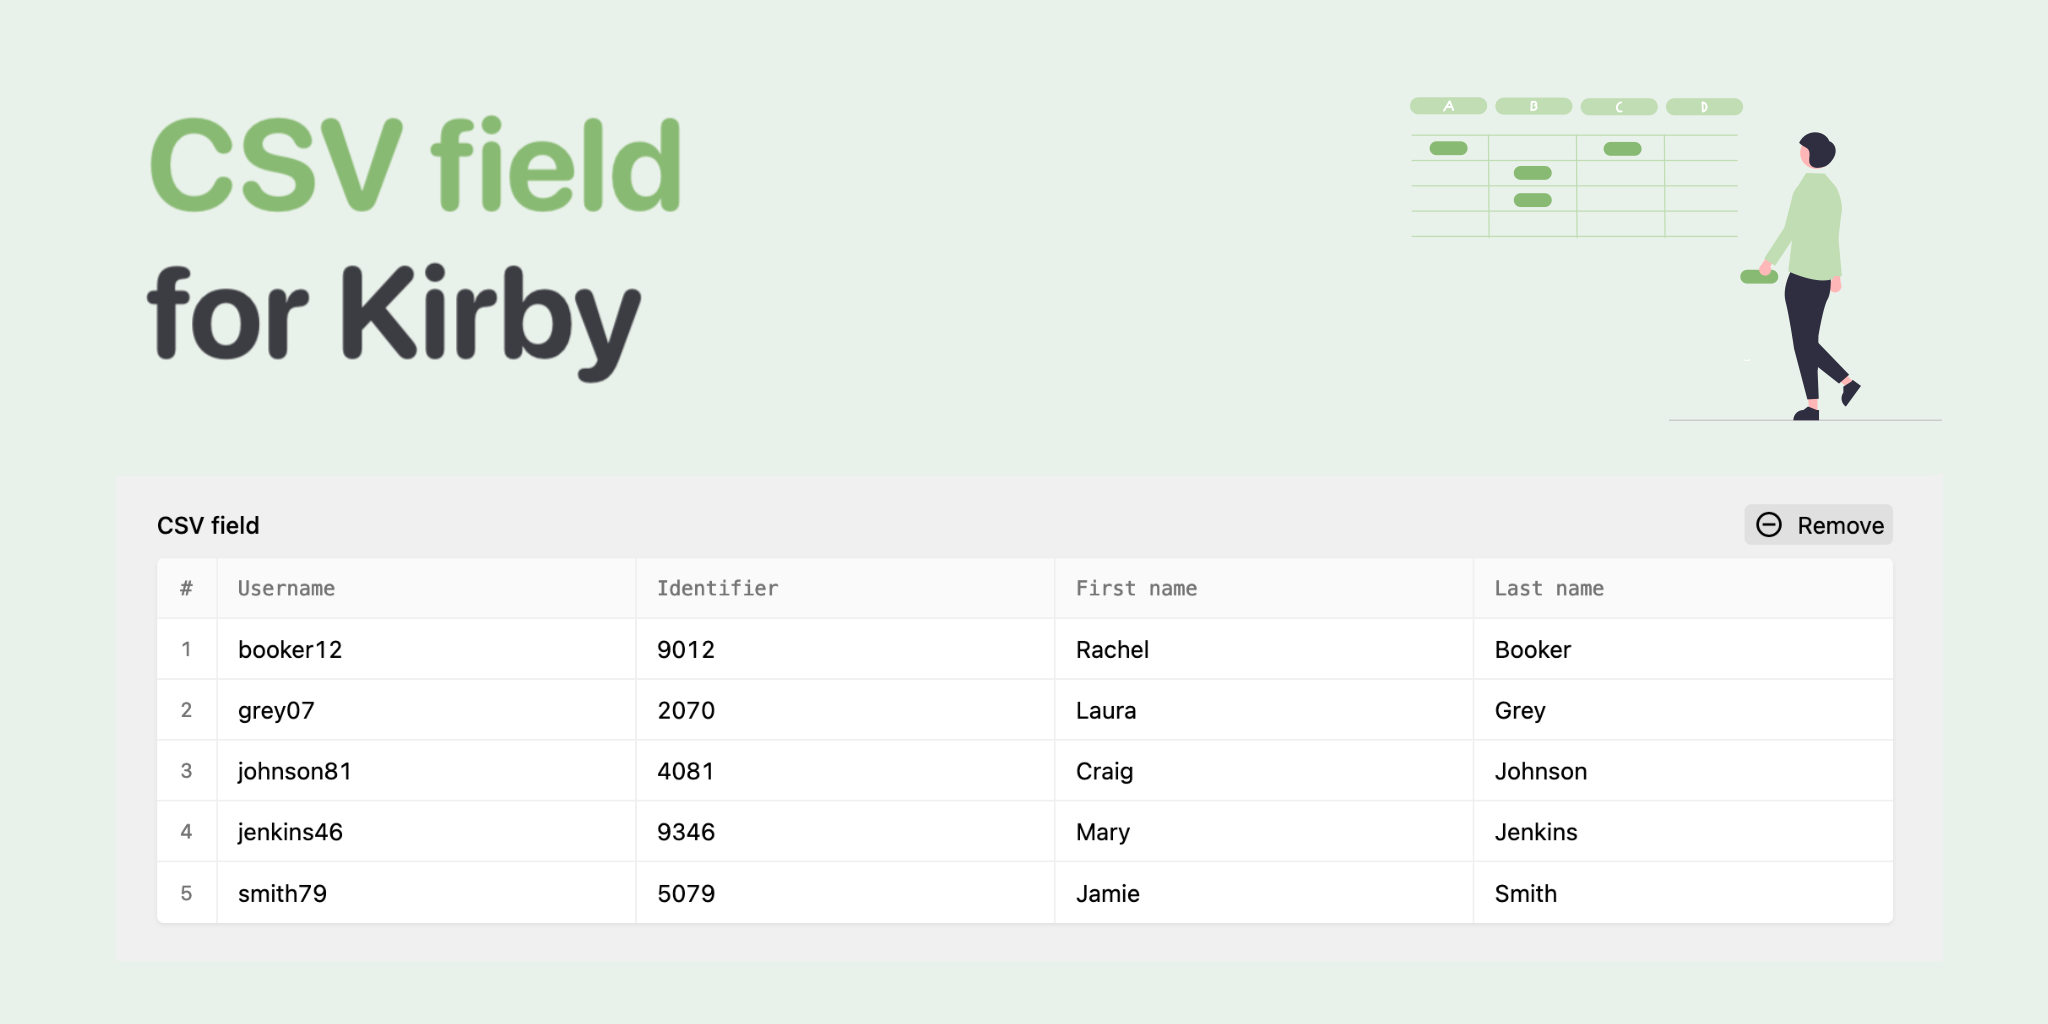 CSV field
for Kirby
A B C D
CSV field
Remove
# Username Identifier First name Last name
1 booker12 9012 Rachel Booker
2 grey07 2070 Laura Grey
3 johnson81 4081 Craig Johnson
4 jenkins46 9346 Mary Jenkins
5 smith79 5079 Jamie Smith